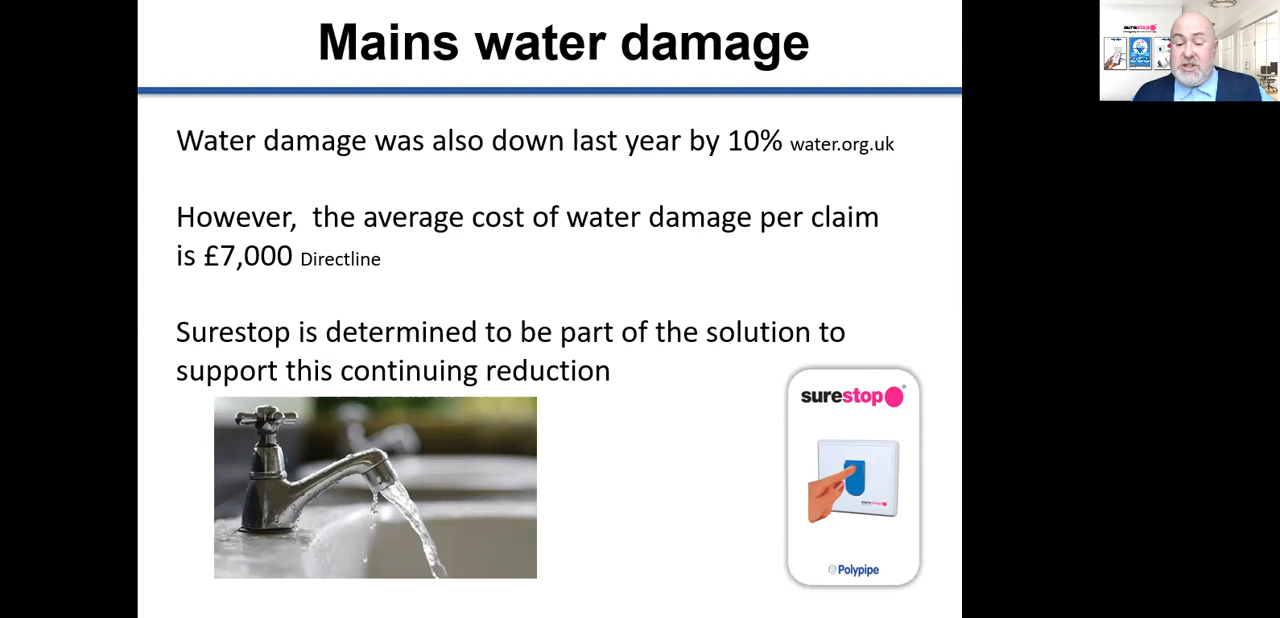 Mains water damage
Water damage was also down last year by 10% water.org.uk
However, the average cost of water damage per claim
is £7,000 Directline
Surestop is determined to be part of the solution to
support this continuing reduction
surestop
surestop
Polypipe
surestop